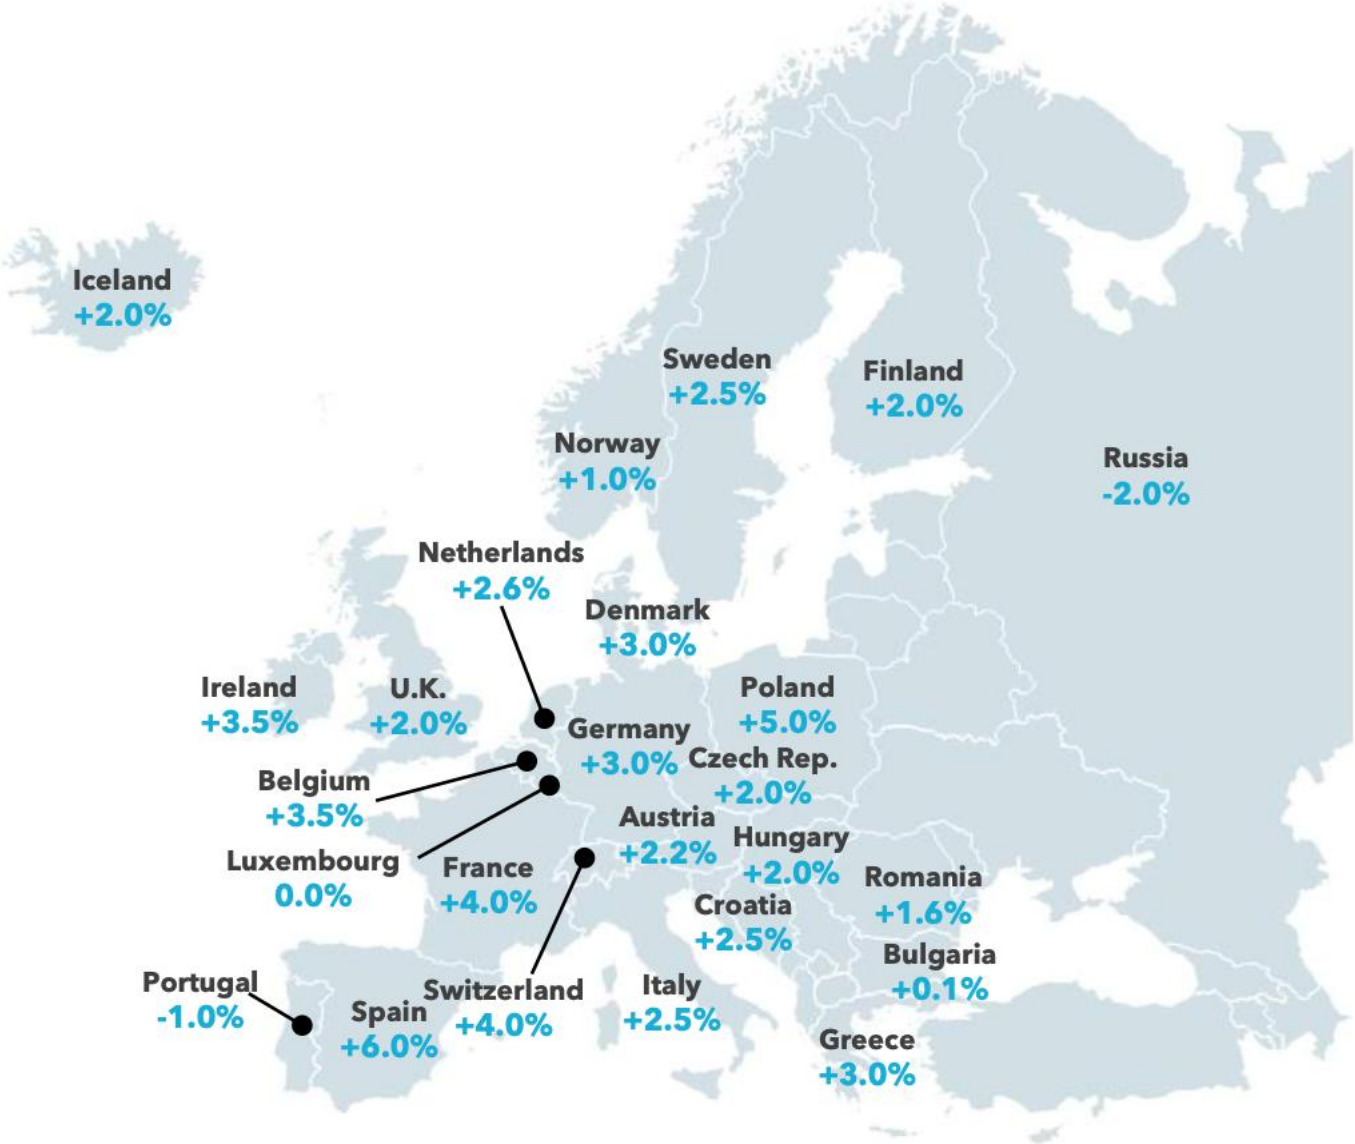 Iceland
+2.0%
Sweden
+2.5%
Finland
+2.0%
Norway
+1.0%
Russia
-2.0%
Netherlands
+2.6%
Denmark
+3.0%
Ireland
+3.5%
U.K.
+2.0%
Poland
+5.0%
Germany
+3.0%
Czech Rep.
+2.0%
Belgium
+3.5%
Austria
+2.2%
Hungary
+2.0%
Luxembourg
0.0%
France
+4.0%
Romania
+1.6%
Croatia
+2.5%
Bulgaria
+0.1%
Portugal
-1.0%
Spain
+6.0%
Switzerland
+4.0%
Italy
+2.5%
Greece
+3.0%